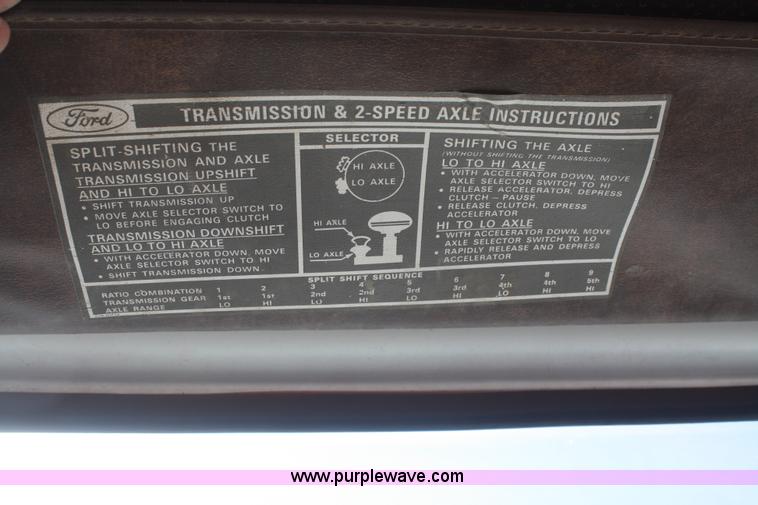 Ford
TRANSMISSION & 2-SPEED AXLE INSTRUCTIONS
SPLIT-SHIFTING THE
TRANSMISSION AND AXLE
TRANSMISSION UPSHIFT
AND HI TO LO AXLE
• SHIFT TRANSMISSION UP
• MOVE AXLE SELECTOR SWITCH TO
LO BEFORE ENGAGING CLUTCH
TRANSMISSION DOWNSHIFT
AND LO TO HI AXLE
• WITH ACCELERATOR DOWN, MOVE
AXLE SELECTOR SWITCH TO HI
• SHIFT TRANSMISSION DOWN
SELECTOR
HI AXLE
LO AXLE
HI AXLE
LO AXLE
SHIFTING THE AXLE
(WITHOUT SHIFTING THE TRANSMISSION)
LO TO HI AXLE
• WITH ACCELERATOR DOWN, MOVE
AXLE SELECTOR SWITCH TO HI
• RELEASE ACCELERATOR, DEPRESS
CLUTCH – PAUSE
• RELEASE CLUTCH, DEPRESS
ACCELERATOR
HI TO LO AXLE
• WITH ACCELERATOR DOWN, MOVE
AXLE SELECTOR SWITCH TO LO
• RAPIDLY RELEASE AND DEPRESS
ACCELERATOR
SPLIT SHIFT SEQUENCE
RATIO COMBINATION 1 2 3 4 5 6 7 8 9
TRANSMISSION GEAR 1st 1st 2nd 2nd 3rd 3rd 4th 4th 5th
AXLE RANGE LO HI LO HI LO HI LO HI HI
www.purplewave.com